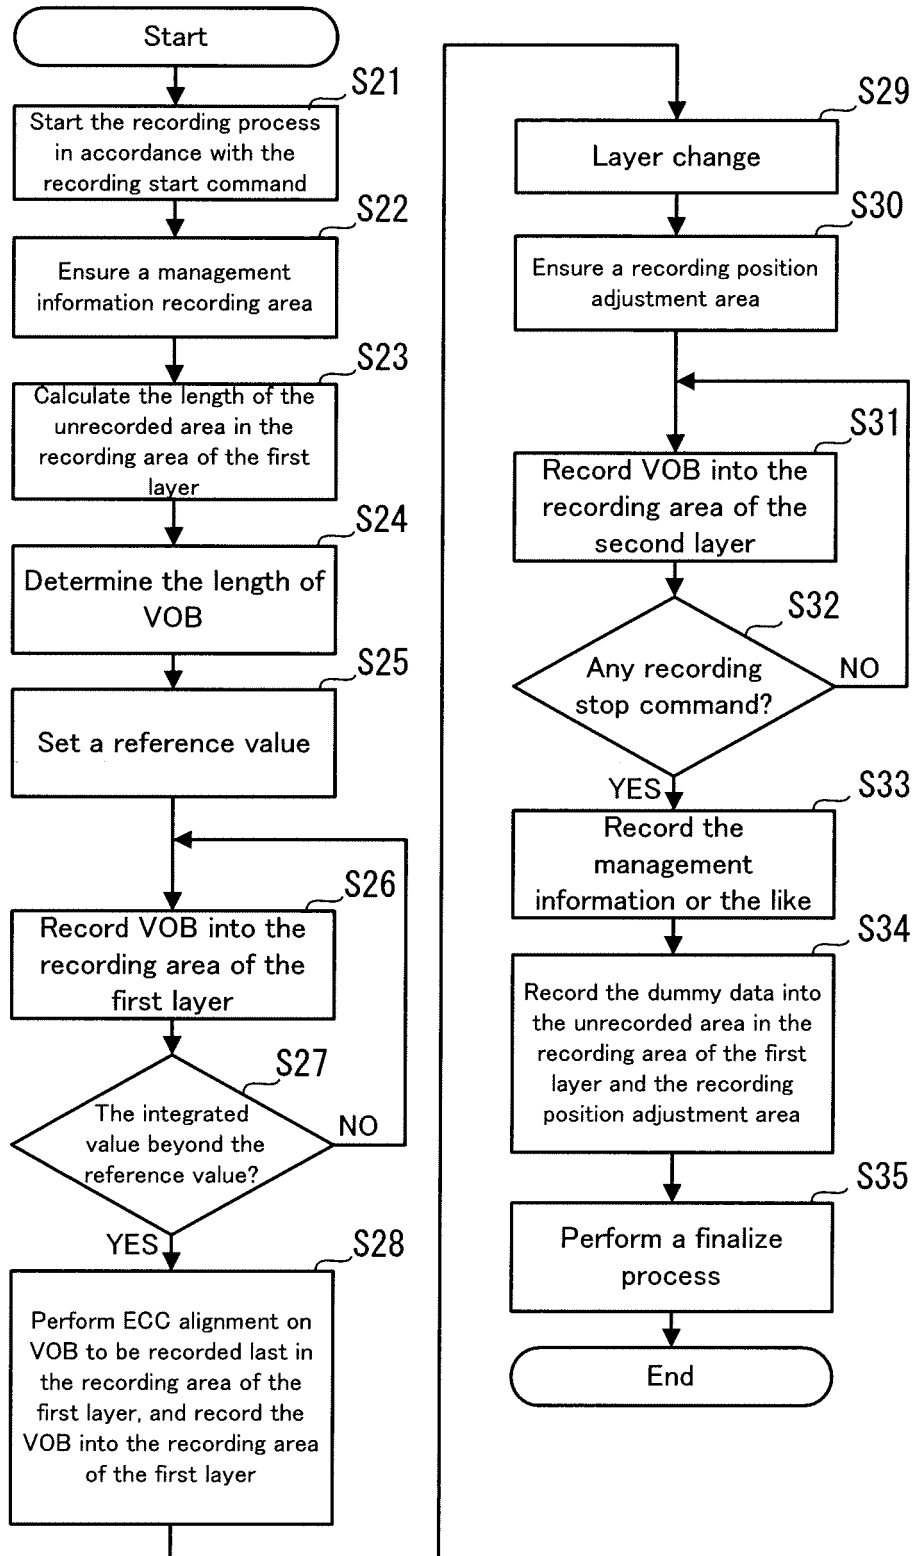 Start
S21
Start the recording process
in accordance with the
recording start command
S22
Ensure a management
information recording area
S23
Calculate the length of the
unrecorded area in the
recording area of the first
layer
S24
Determine the length of
VOB
S25
Set a reference value
S26
Record VOB into the
recording area of the
first layer
S27
The integrated
value beyond the
reference value?
NO
YES
S28
Perform ECC alignment on
VOB to be recorded last in
the recording area of the
first layer, and record the
VOB into the recording area
of the first layer
S29
Layer change
S30
Ensure a recording position
adjustment area
S31
Record VOB into the
recording area of the
second layer
S32
Any recording
stop command?
NO
YES
S33
Record the
management
information or the like
S34
Record the dummy data into
the unrecorded area in the
recording area of the first
layer and the recording
position adjustment area
S35
Perform a finalize
process
End